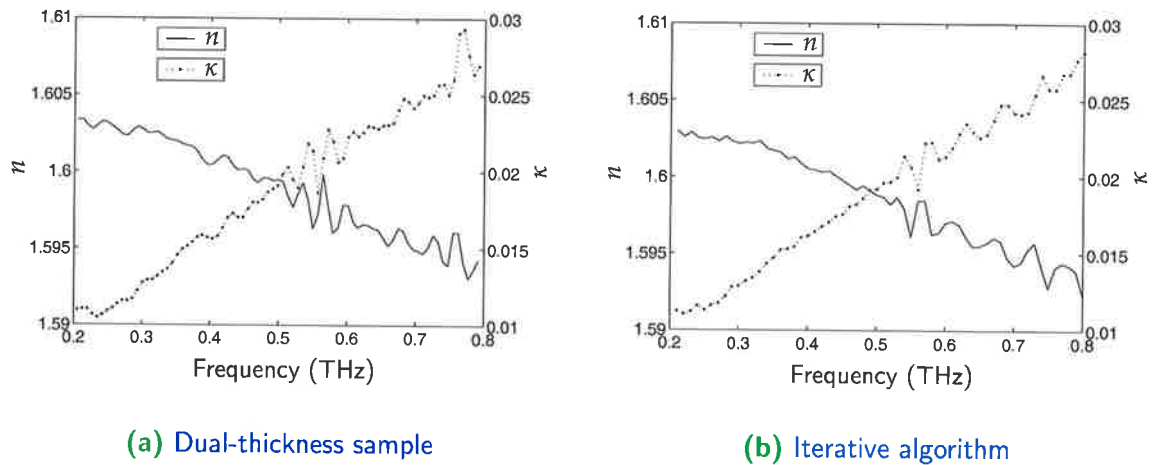 1.61
1.605
1.6
1.595
1.59
n
n
κ
0.03
0.025
0.02
0.015
0.01
κ
0.2 0.3 0.4 0.5 0.6 0.7 0.8
Frequency (THz)
(a) Dual-thickness sample
1.61
1.605
1.6
1.595
1.59
n
n
κ
0.03
0.025
0.02
0.015
0.01
κ
0.2 0.3 0.4 0.5 0.6 0.7 0.8
Frequency (THz)
(b) Iterative algorithm